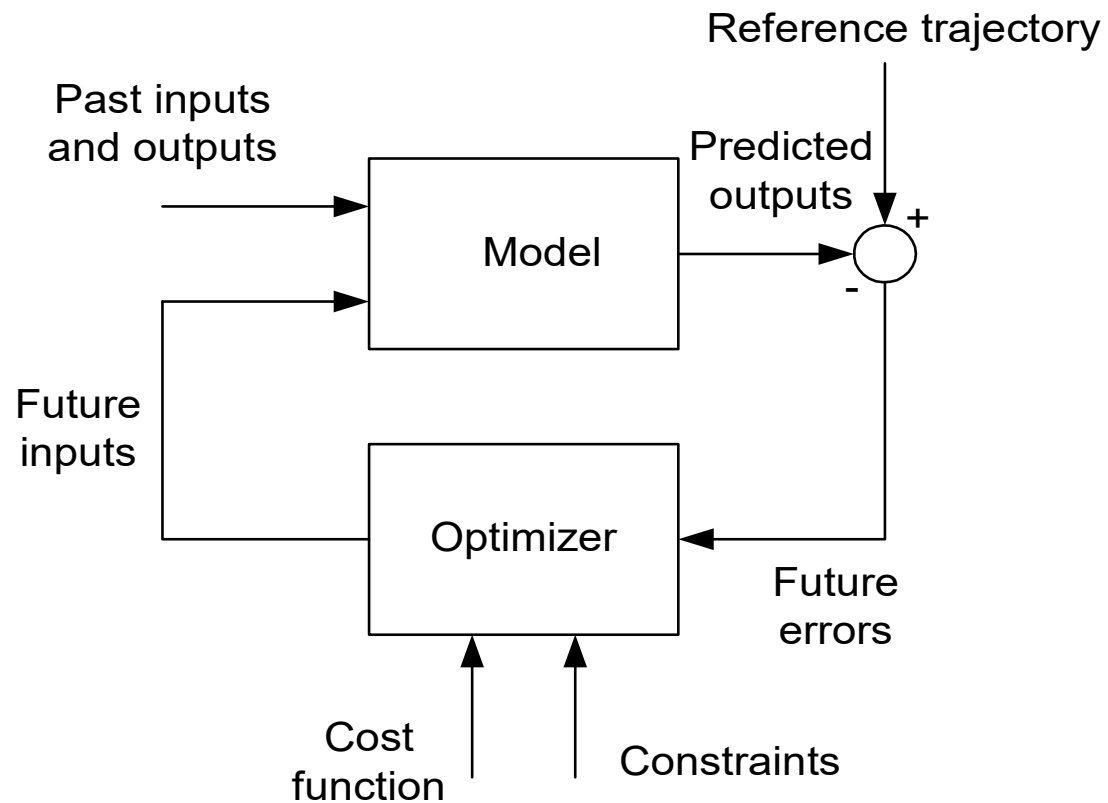 Reference trajectory
Past inputs
and outputs
Predicted
outputs
+
Model
-
Future
inputs
Optimizer
Future
errors
Cost
function
Constraints